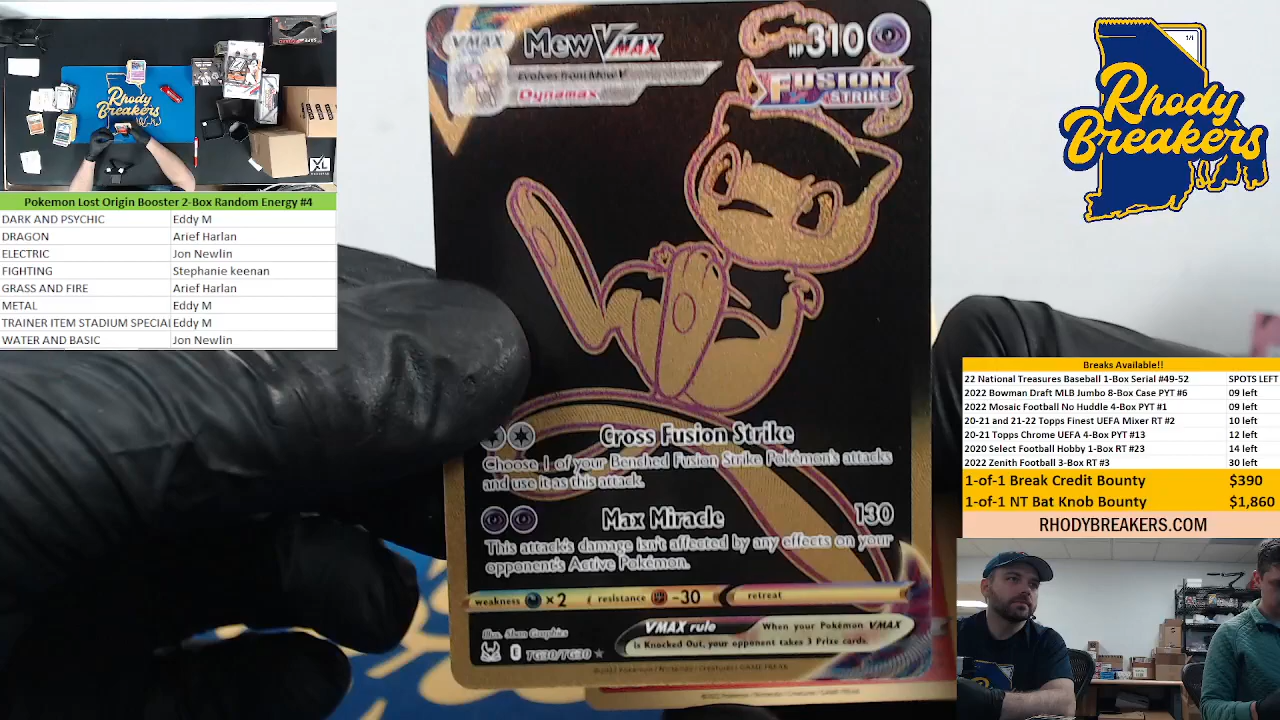 Rhody
Breakers
Pokemon Lost Origin Booster 2-Box Random Energy #4
DARK AND PSYCHIC Eddy M
DRAGON Arief Harlan
ELECTRIC Jon Newlin
FIGHTING Stephanie keenan
GRASS AND FIRE Arief Harlan
METAL Eddy M
TRAINER ITEM STADIUM SPECIAL Eddy M
WATER AND BASIC Jon Newlin
VMAX Mew VMAX HP 310
Evolves from Mew V
Dynamax
FUSION
STRIKE
Cross Fusion Strike
Choose 1 of your Benched Fusion Strike Pokémon's attacks
and use it as this attack.
Max Miracle 130
This attack's damage isn't affected by any effects on your
opponent's Active Pokémon.
weakness ×2 resistance -30 retreat
VMAX rule When your Pokémon VMAX
is Knocked Out, your opponent takes 3 Prize cards.
TG30/TG30
1/1
Rhody
Breakers
Breaks Available!!
22 National Treasures Baseball 1-Box Serial #49-52 SPOTS LEFT
2022 Bowman Draft MLB Jumbo 8-Box Case PYT #6 09 left
2022 Mosaic Football No Huddle 4-Box PYT #1 09 left
20-21 and 21-22 Topps Finest UEFA Mixer RT #2 10 left
20-21 Topps Chrome UEFA 4-Box PYT #13 12 left
2020 Select Football Hobby 1-Box RT #23 14 left
2022 Zenith Football 3-Box RT #3 30 left
1-of-1 Break Credit Bounty $390
1-of-1 NT Bat Knob Bounty $1,860
RHODYBREAKERS.COM